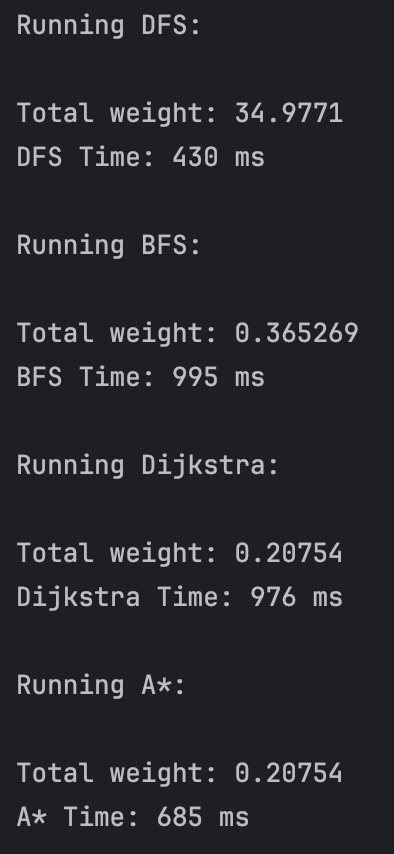 Running DFS:
Total weight: 34.9771
DFS Time: 430 ms
Running BFS:
Total weight: 0.365269
BFS Time: 995 ms
Running Dijkstra:
Total weight: 0.20754
Dijkstra Time: 976 ms
Running A*:
Total weight: 0.20754
A* Time: 685 ms